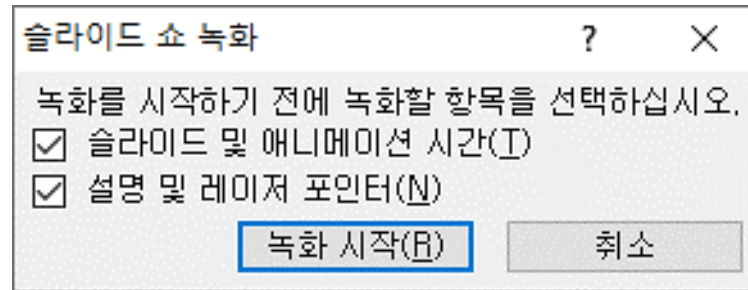 슬라이드 쇼 녹화 ? ×
녹화를 시작하기 전에 녹화할 항목을 선택하십시오.
슬라이드 및 애니메이션 시간(T)
설명 및 레이저 포인터(N)
녹화 시작(R) 취소